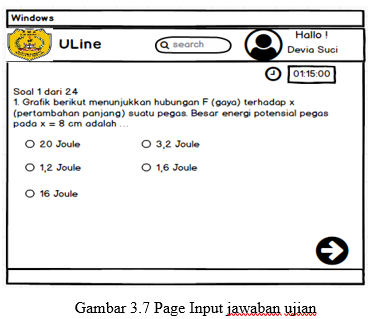 Windows
ULine
search
Hallo !
Devia Suci
01:15:00
Soal 1 dari 24
1. Grafik berikut menunjukkan hubungan F (gaya) terhadap x
(pertambahan panjang) suatu pegas. Besar energi potensial pegas
pada x = 8 cm adalah ...
20 Joule
3,2 Joule
1,2 Joule
1,6 Joule
16 Joule
Gambar 3.7 Page Input jawaban ujian